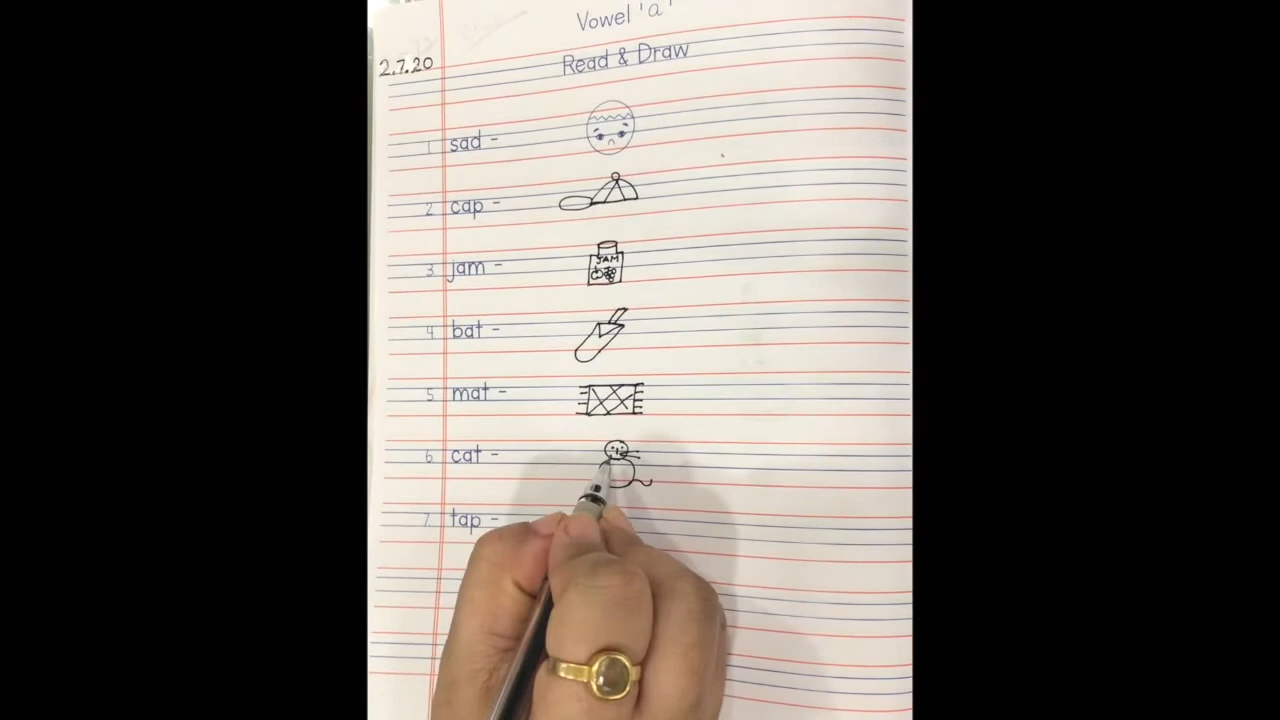 Vowel 'a'
2.7.20
Read & Draw
1. sad -
2. cap -
JAM
3. jam -
4. bat -
5. mat -
6. cat -
7. tap -